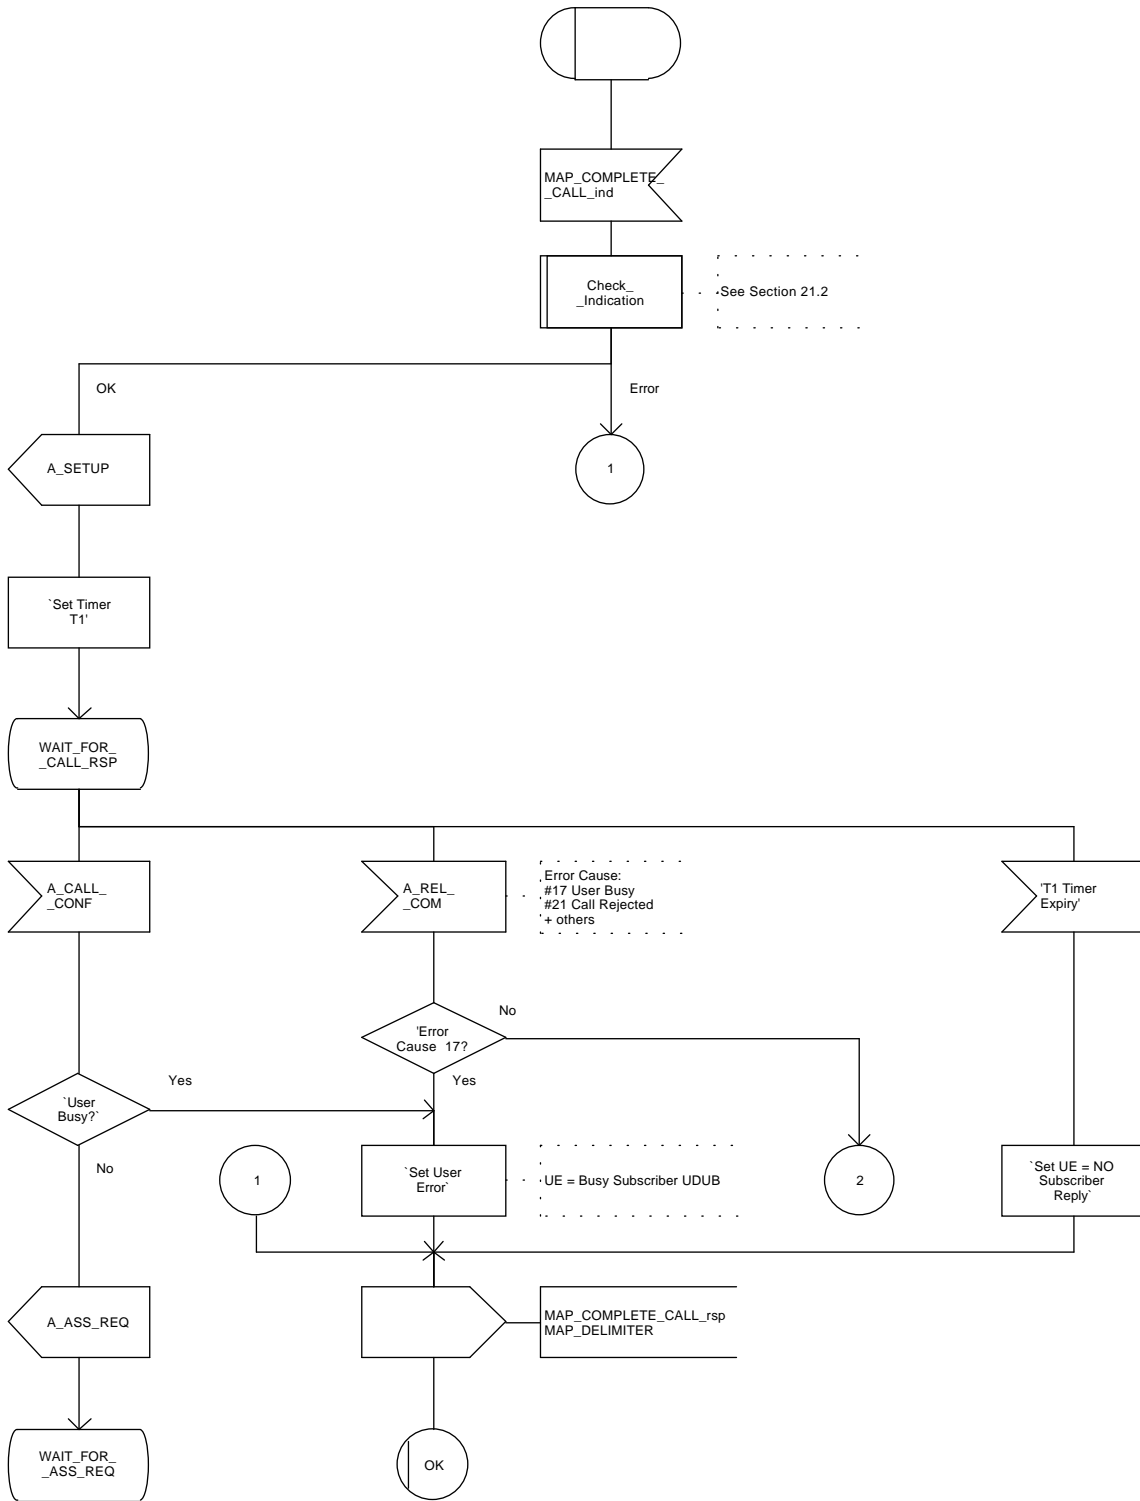 MAP_COMPLETE_
_CALL_ind
Check_
_Indication
See Section 21.2
OK
Error
A_SETUP
1
`Set Timer
T1'
WAIT_FOR_
_CALL_RSP
A_CALL_
_CONF
A_REL_
_COM
Error Cause:
#17 User Busy
#21 Call Rejected
+ others
'T1 Timer
Expiry'
No
'Error
Cause  17?
Yes
Yes
`User
Busy?`
No
1
`Set User
Error`
UE = Busy Subscriber UDUB
2
`Set UE = NO
Subscriber
Reply`
A_ASS_REQ
MAP_COMPLETE_CALL_rsp
MAP_DELIMITER
WAIT_FOR_
_ASS_REQ
OK